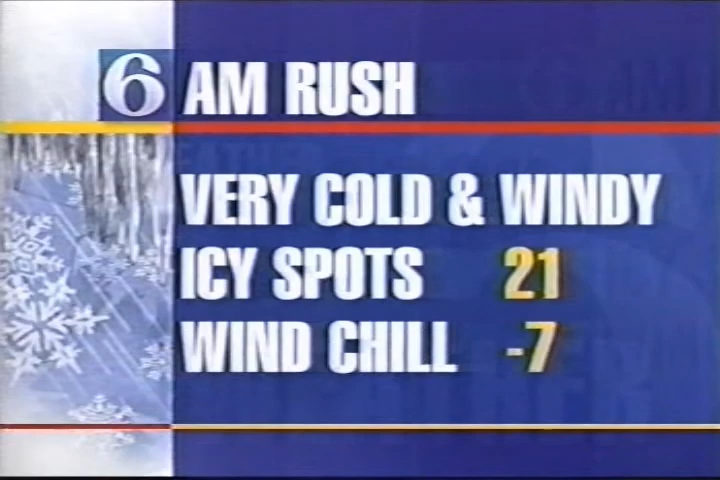 6 AM RUSH
VERY COLD & WINDY
ICY SPOTS 21
WIND CHILL -7